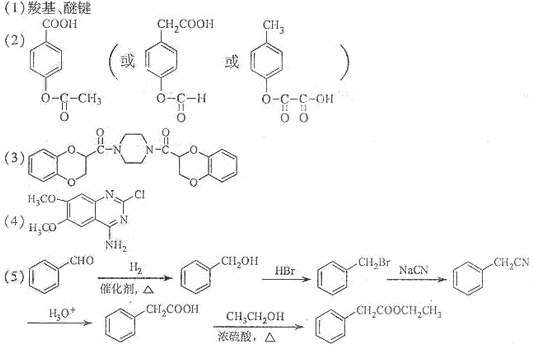 (1)羧基、醚键
(2) COOH CH₂COOH CH₃
(或 或 )
O—C—CH₃ O—C—H O—C—C—OH
O O O O
O O
(3) O C—N N—C O
O O
(4) CH₃O N Cl
H₃CO N
NH₂
(5) CHO H₂ 催化剂,△ CH₂OH HBr CH₂Br NaCN CH₂CN
H₃O⁺ CH₂COOH CH₃CH₂OH 浓硫酸,△ CH₂COOCH₂CH₃